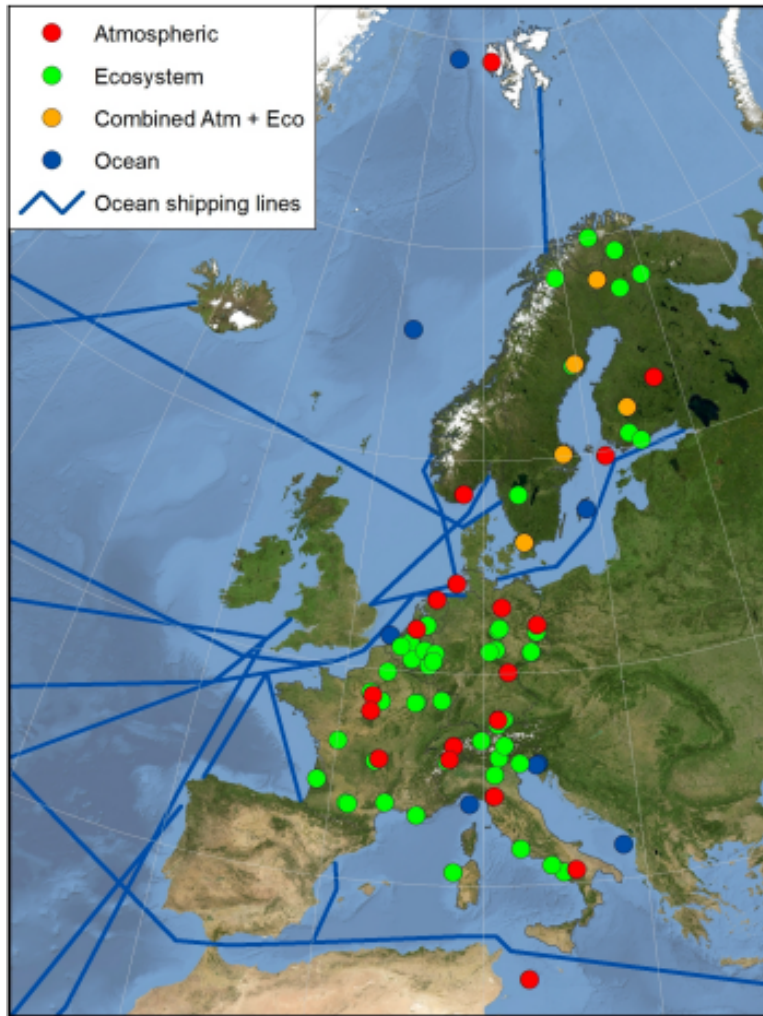 Atmospheric
Ecosystem
Combined Atm + Eco
Ocean
Ocean shipping lines